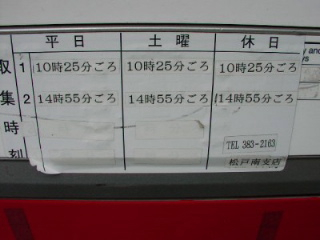 平日 土曜 休日
取 1 10時25分ごろ 10時25分ごろ 10時25分ごろ
集 2 14時55分ごろ 14時55分ごろ 14時55分ごろ
時
刻
TEL 383-2163
松戸南支店